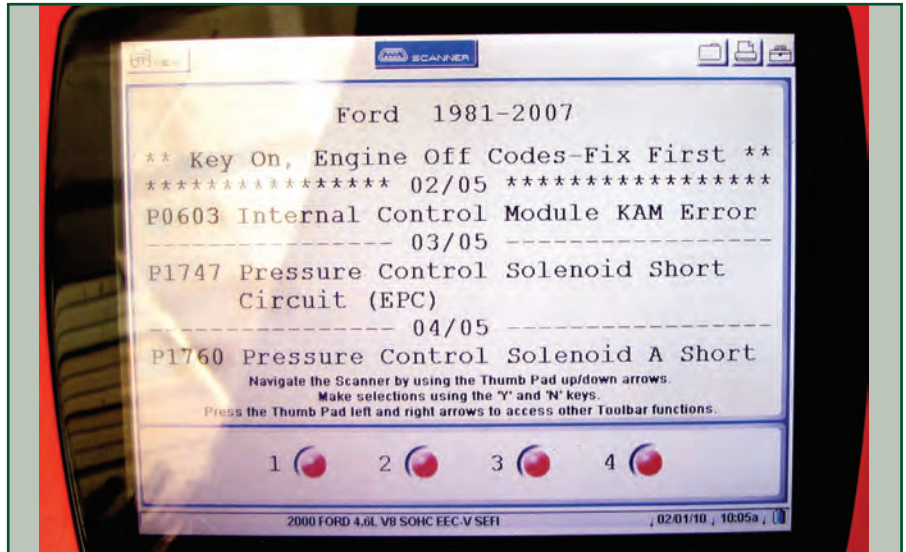 SCANNER
Ford 1981-2007
** Key On, Engine Off Codes-Fix First **
***************** 02/05 ******************
P0603 Internal Control Module KAM Error
----------------- 03/05 ------------------
P1747 Pressure Control Solenoid Short
Circuit (EPC)
----------------- 04/05 ------------------
P1760 Pressure Control Solenoid A Short
Navigate the Scanner by using the Thumb Pad up/down arrows.
Make selections using the 'Y' and 'N' keys.
Press the Thumb Pad left and right arrows to access other Toolbar functions.
1 2 3 4
2000 FORD 4.6L V8 SOHC EEC-V SEFI , 02/01/10 , 10:05a ,